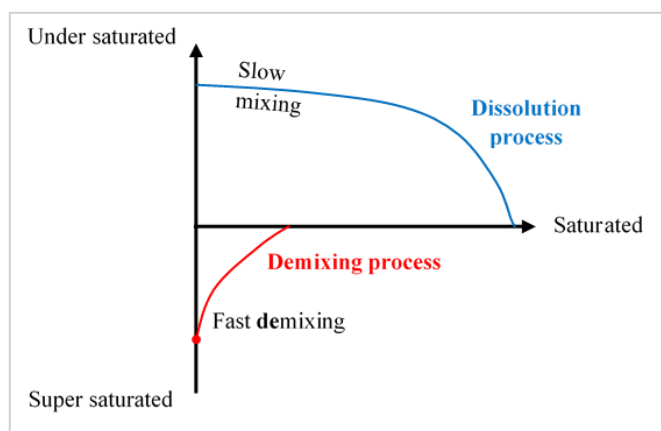 Under saturated
Slow
mixing
Dissolution
process
Saturated
Demixing process
Fast demixing
Super saturated